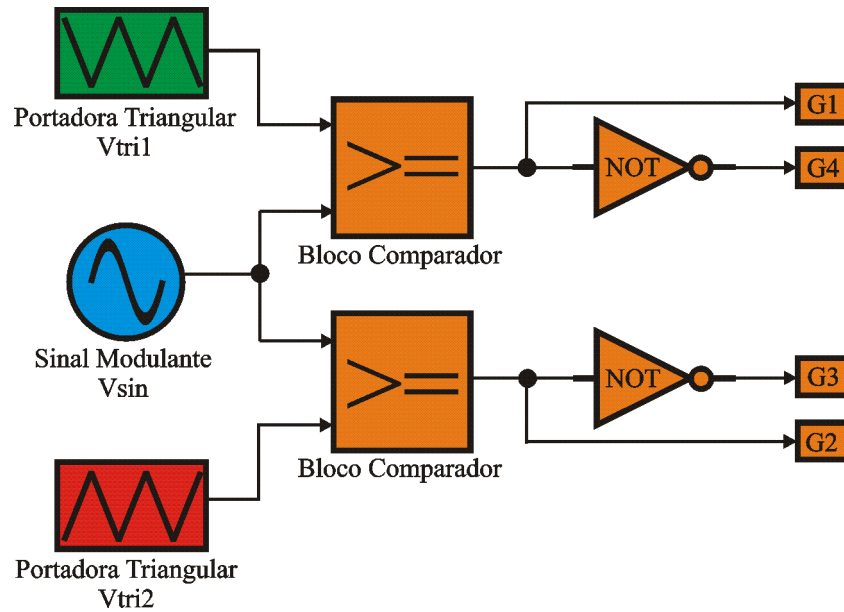 Portadora Triangular
Vtri1
>=
Bloco Comparador
NOT
G1
G4
Sinal Modulante
Vsin
>=
Bloco Comparador
NOT
G3
G2
Portadora Triangular
Vtri2